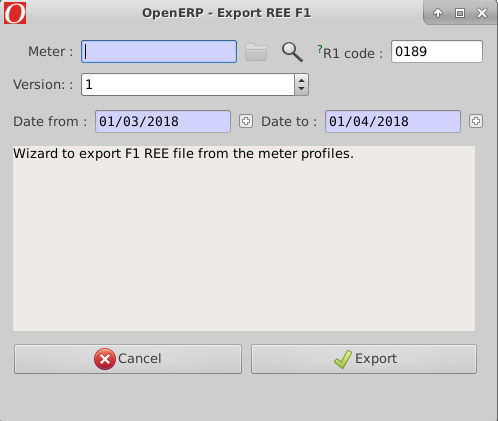 OpenERP - Export REE F1
Meter : ?R1 code : 0189
Version: : 1
Date from : 01/03/2018 Date to : 01/04/2018
Wizard to export F1 REE file from the meter profiles.
Cancel Export